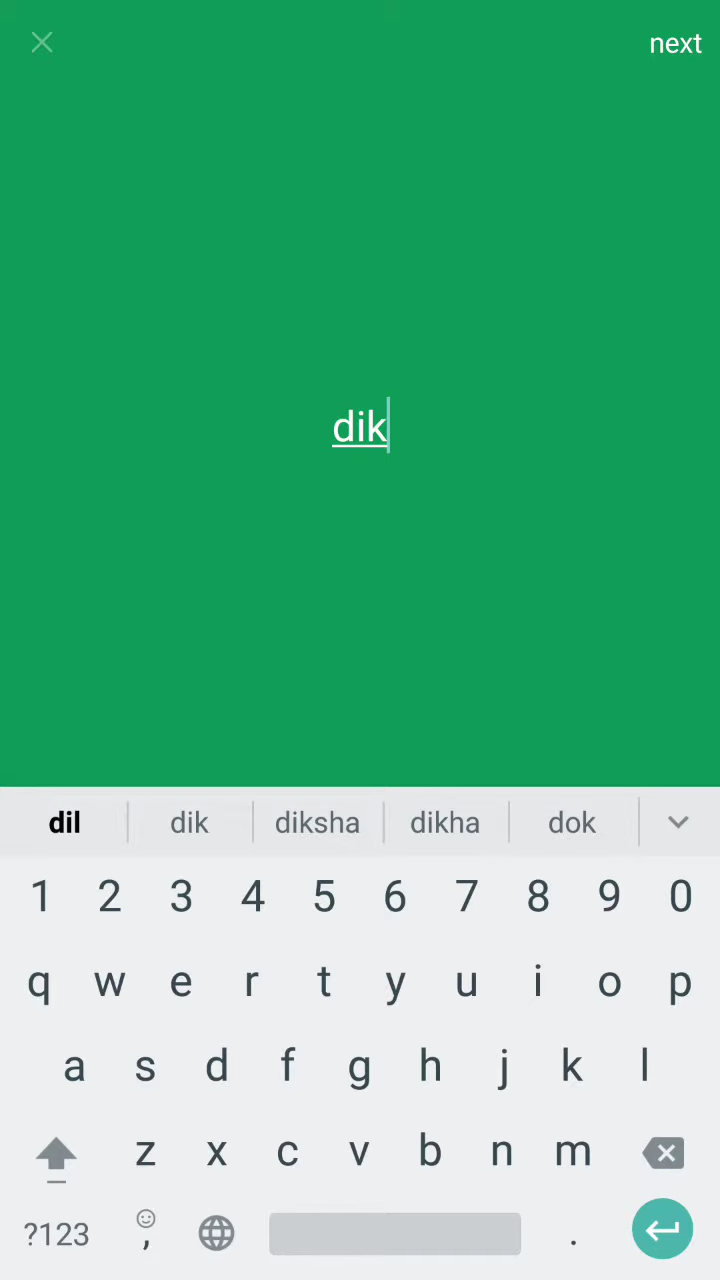 next
dik
dil dik diksha dikha dok
1 2 3 4 5 6 7 8 9 0
q w e r t y u i o p
a s d f g h j k l
z x c v b n m
?123 , .